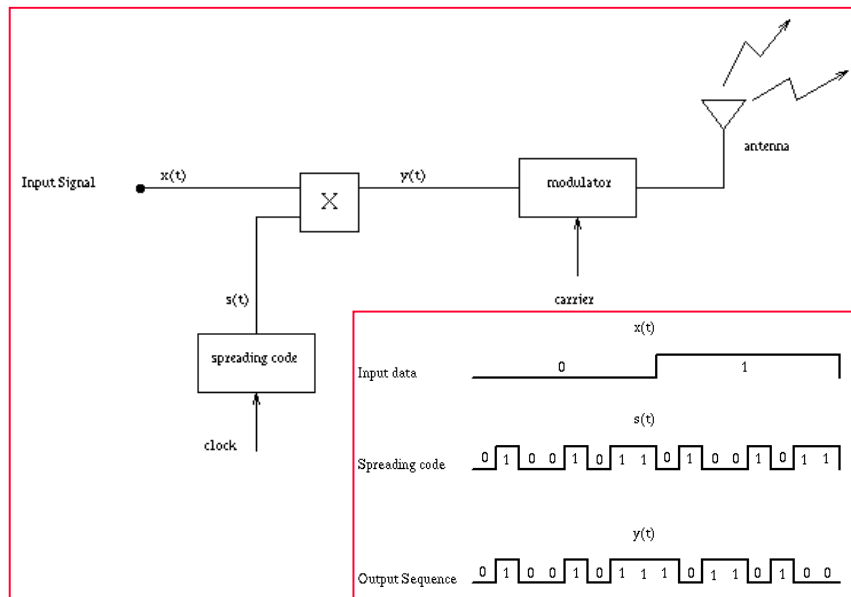 antenna
Input Signal
x(t)
X
y(t)
modulator
s(t)
carrier
spreading code
clock
x(t)
Input data
0 1
s(t)
Spreading code
0 1 0 0 1 0 1 1 0 1 0 0 1 0 1 1
y(t)
Output Sequence
0 1 0 0 1 0 1 1 1 0 1 1 0 1 0 0